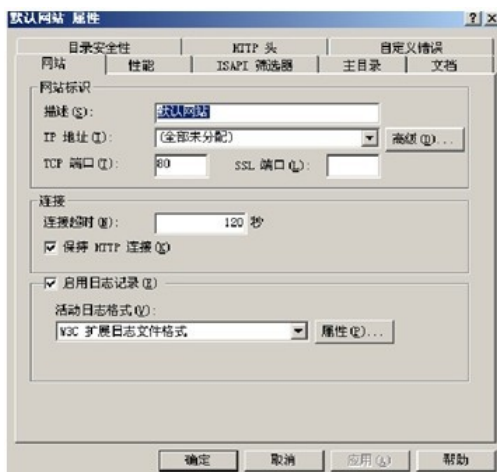 默认网站 属性
目录安全性 HTTP 头 自定义错误
网站 性能 ISAPI 筛选器 主目录 文档
网站标识
描述(S): 默认网站
IP 地址(I): (全部未分配) 高级(D)...
TCP 端口(T): 80 SSL 端口(L):
连接
连接超时(N): 120 秒
保持 HTTP 连接(K)
启用日志记录(E)
活动日志格式(V):
W3C 扩展日志文件格式 属性(P)...
确定 取消 应用(A) 帮助